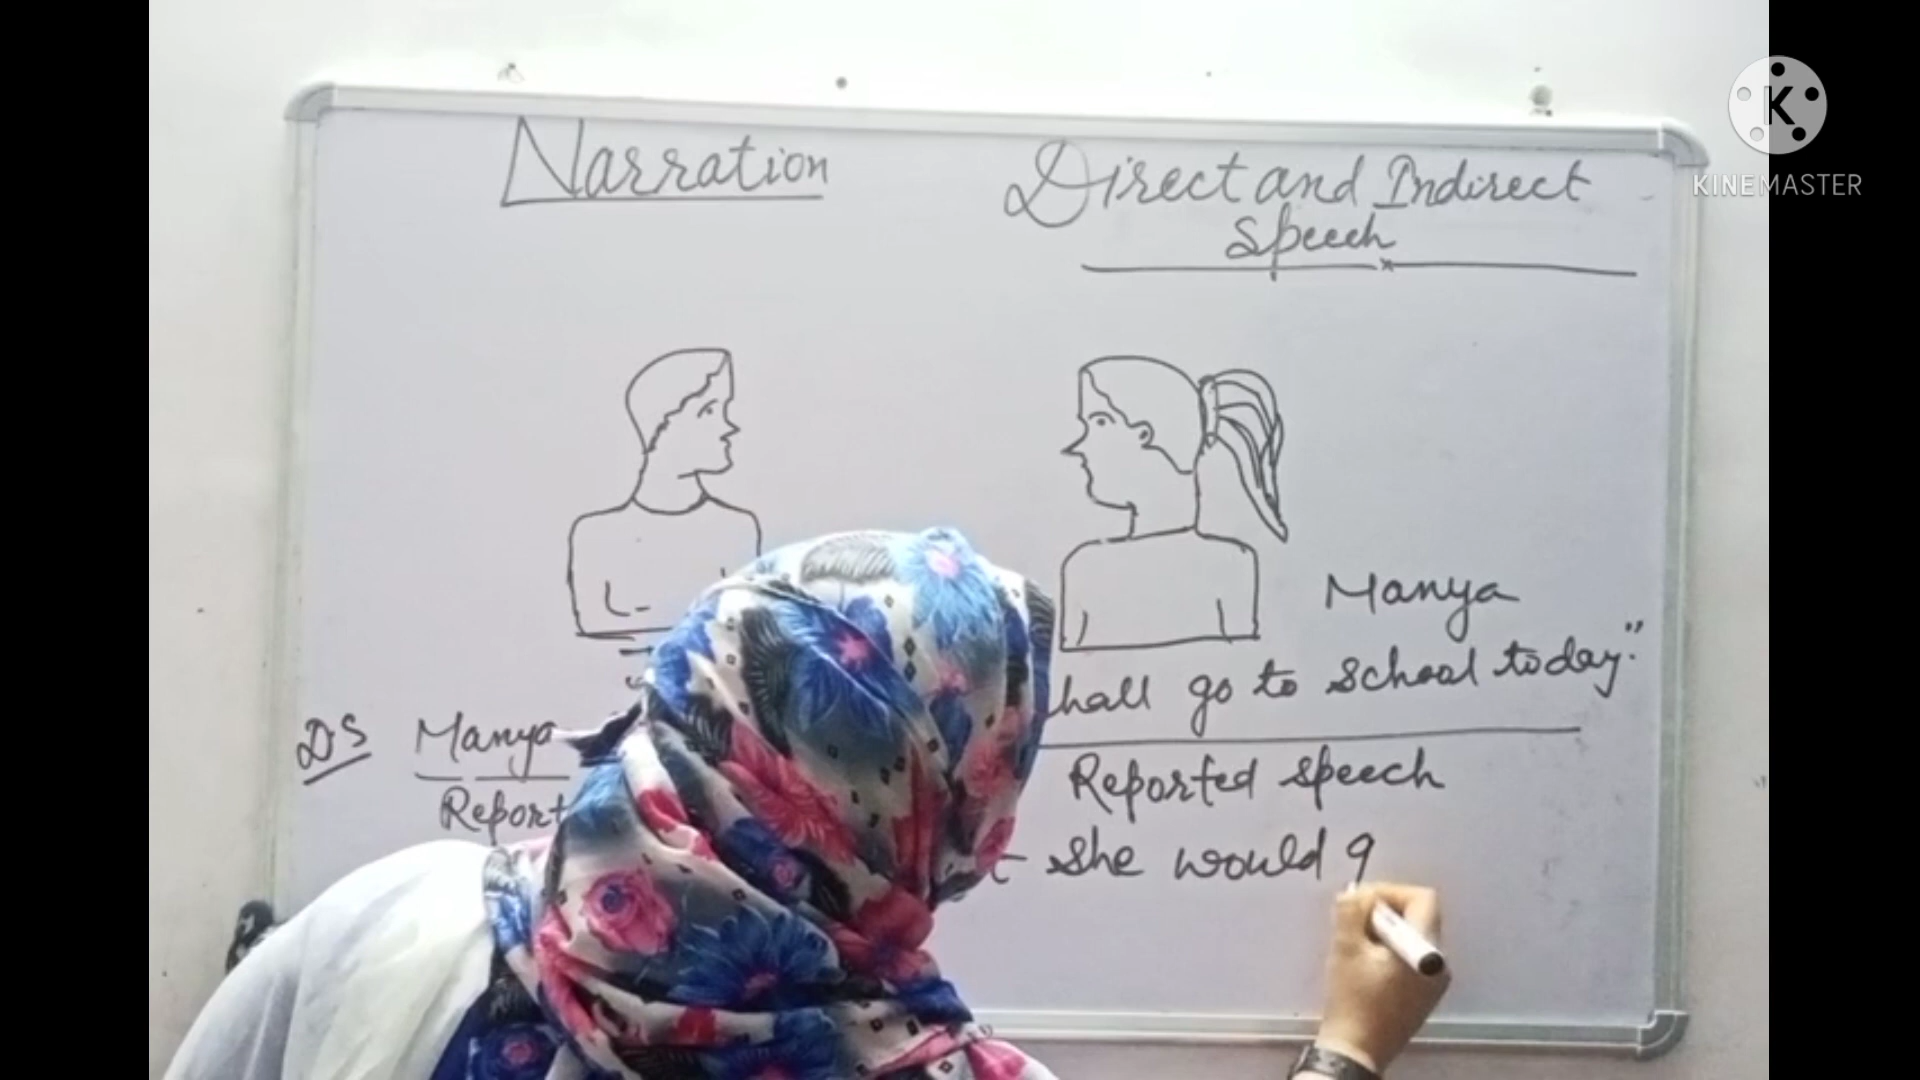 Narration
Direct and Indirect
Speech
KINEMASTER
Manya
hall go to school today."
DS Manya
Reported speech
Report
she would g